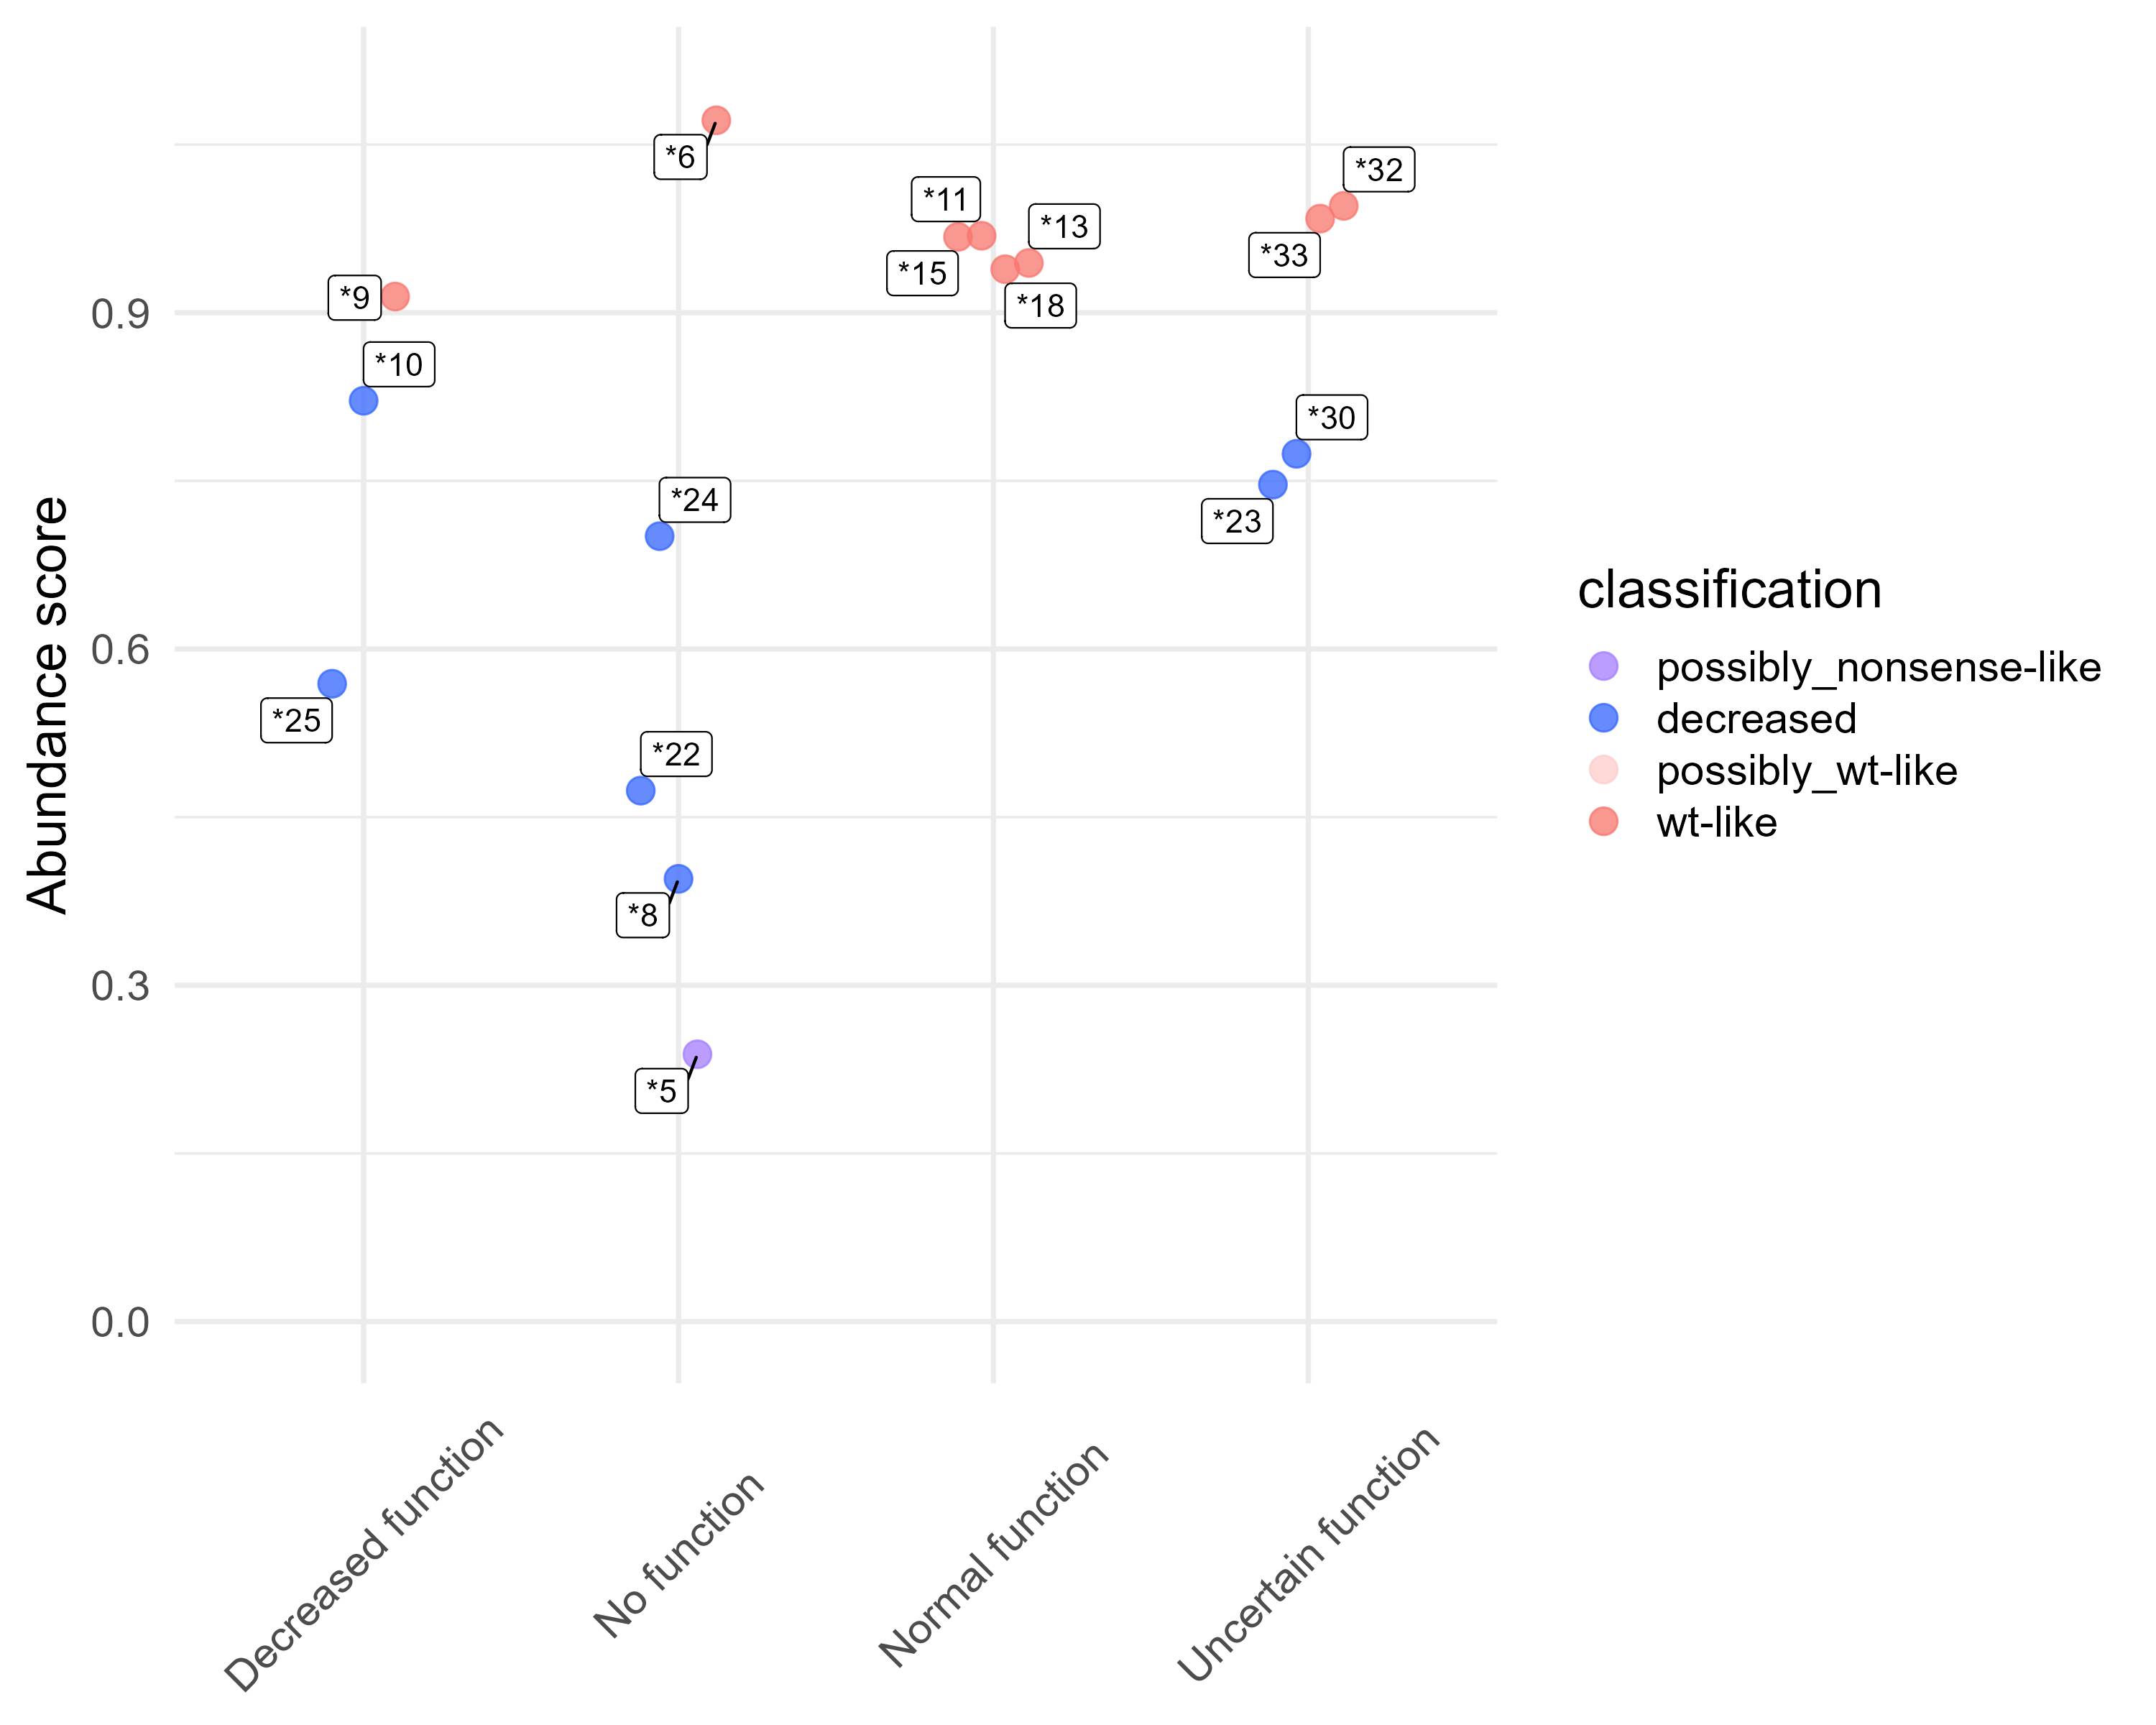 Abundance score
0.9
0.6
0.3
0.0
*6
*32
*11
*13
*33
*15
*9
*18
*10
*30
*24
*23
*25
*22
*8
*5
Decreased function
No function
Normal function
Uncertain function
classification
possibly_nonsense-like
decreased
possibly_wt-like
wt-like